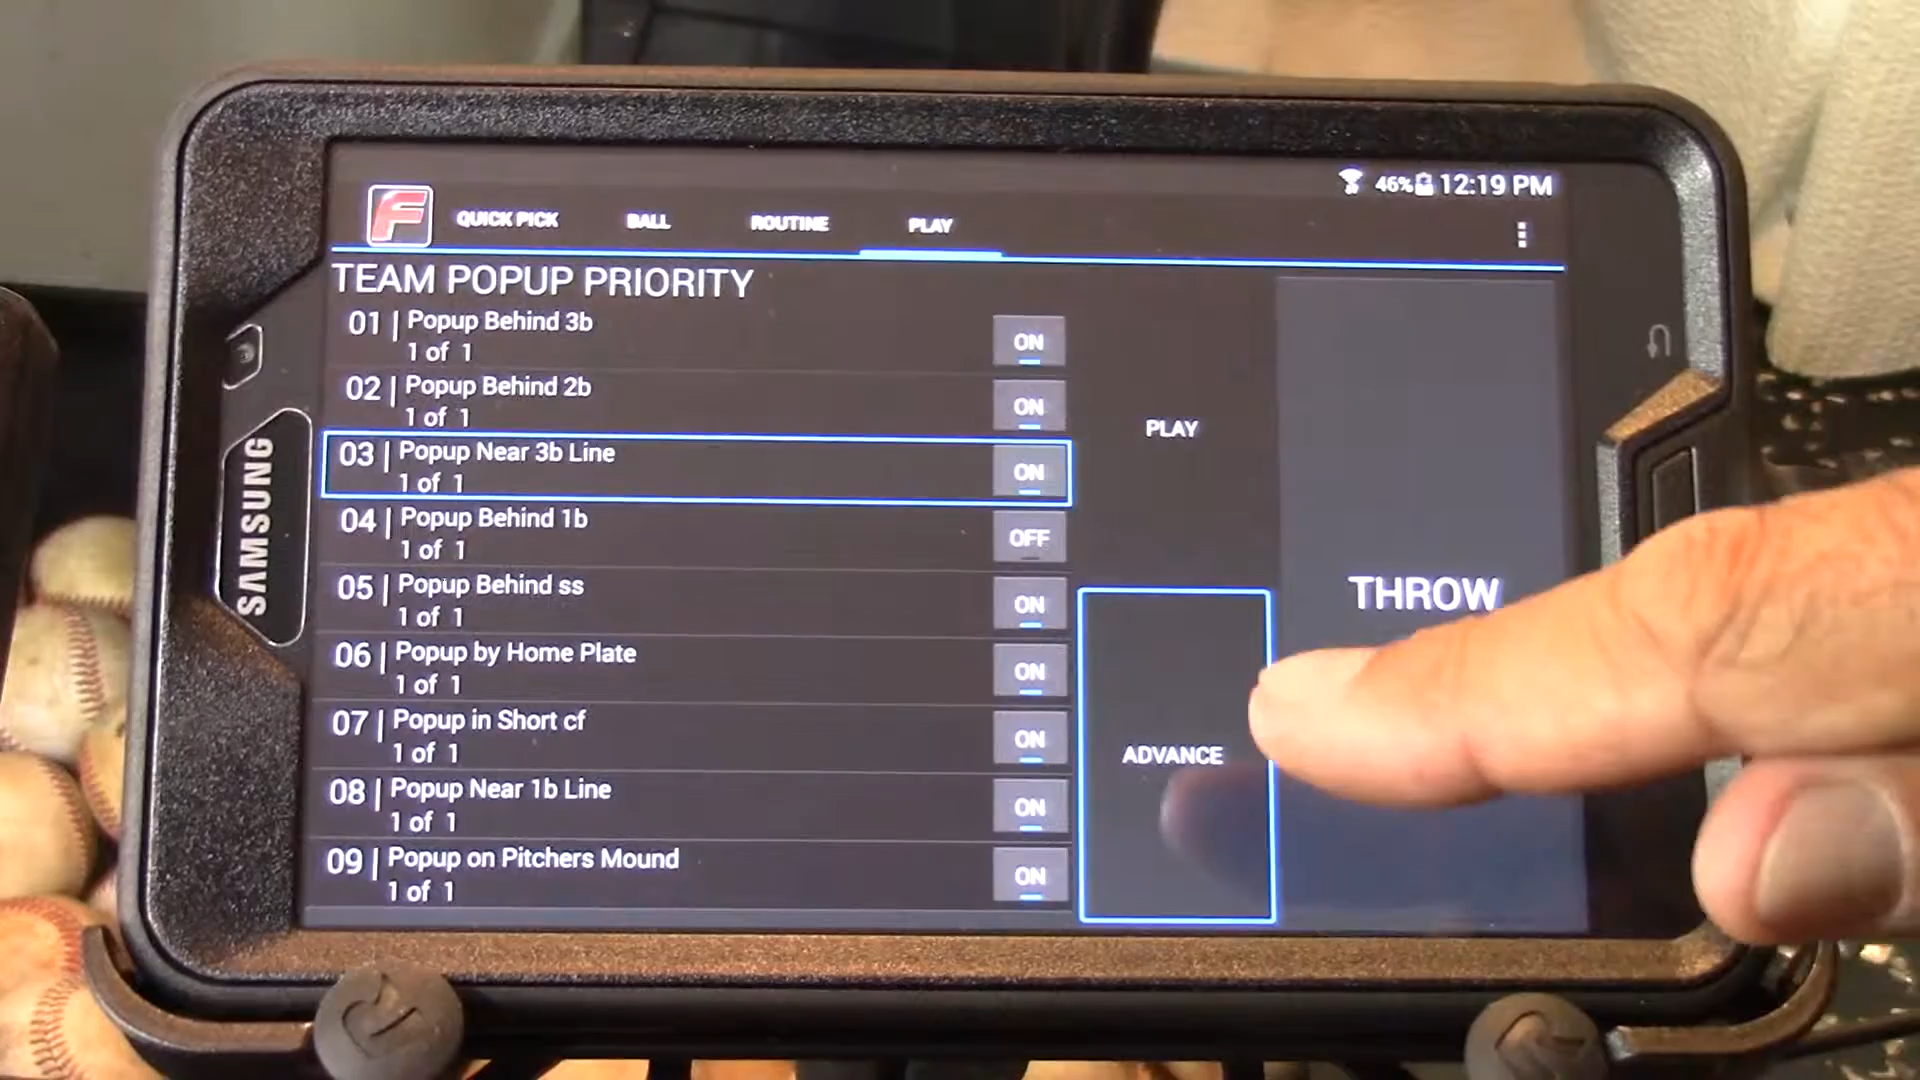 46% 12:19 PM
F QUICK PICK BALL ROUTINE PLAY
TEAM POPUP PRIORITY
01 | Popup Behind 3b
1 of 1
ON
02 | Popup Behind 2b
1 of 1
ON
03 | Popup Near 3b Line
1 of 1
ON
04 | Popup Behind 1b
1 of 1
OFF
05 | Popup Behind ss
1 of 1
ON
06 | Popup by Home Plate
1 of 1
ON
07 | Popup in Short cf
1 of 1
ON
08 | Popup Near 1b Line
1 of 1
ON
09 | Popup on Pitchers Mound
1 of 1
ON
PLAY
ADVANCE
THROW
SAMSUNG